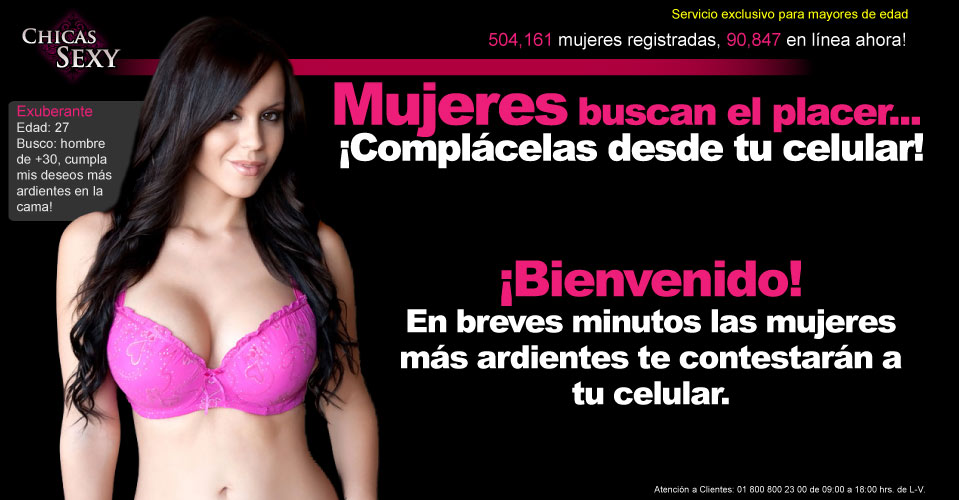 CHICAS
SEXY
Servicio exclusivo para mayores de edad
504,161 mujeres registradas, 90,847 en línea ahora!
Exuberante
Edad: 27
Busco: hombre
de +30, cumpla
mis deseos más
ardientes en la
cama!
Mujeres buscan el placer...
¡Complácelas desde tu celular!
¡Bienvenido!
En breves minutos las mujeres
más ardientes te contestarán a
tu celular.
Atención a Clientes: 01 800 800 23 00 de 09:00 a 18:00 hrs. de L-V.